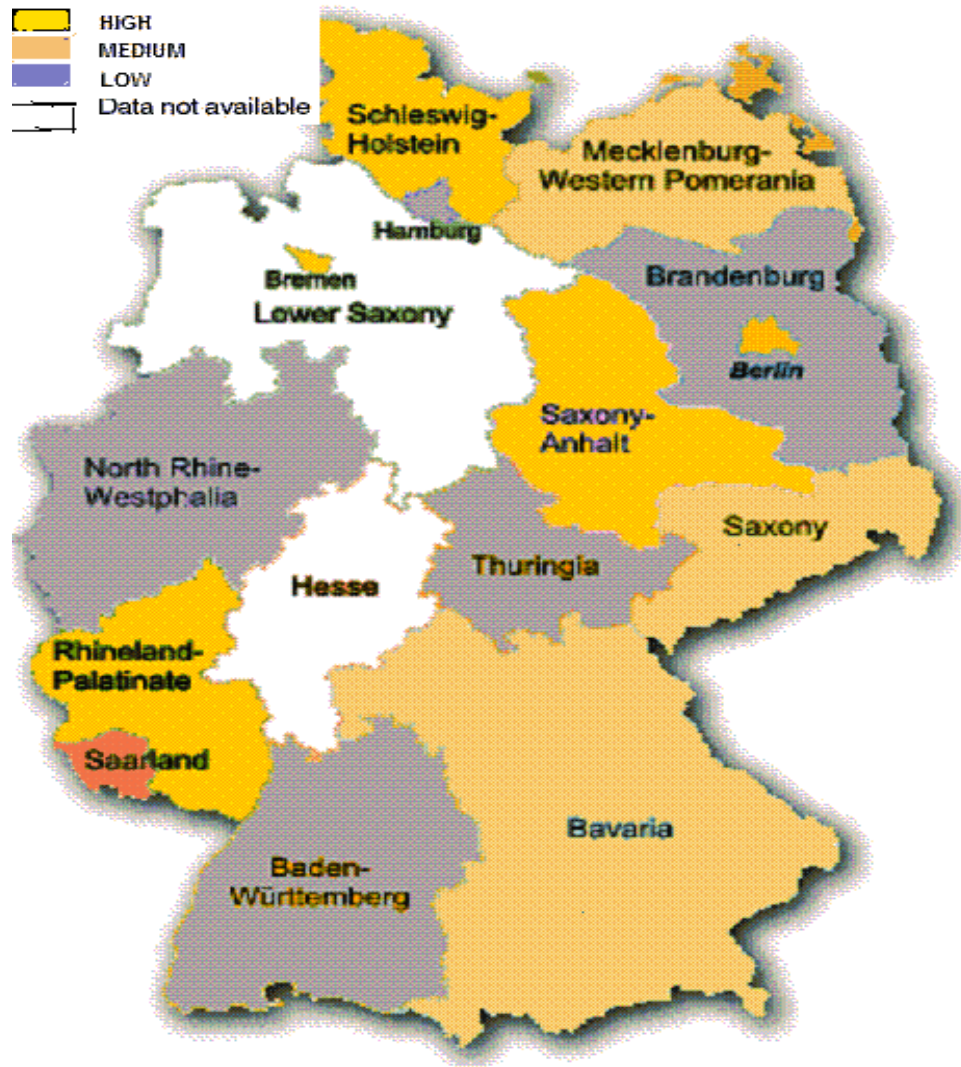 HIGH
MEDIUM
LOW
Data not available
Schleswig-
Holstein
Mecklenburg-
Western Pomerania
Hamburg
Bremen
Lower Saxony
Brandenburg
Berlin
Saxony-
Anhalt
North Rhine-
Westphalia
Saxony
Thuringia
Hesse
Rhineland-
Palatinate
Saarland
Bavaria
Baden-
Württemberg